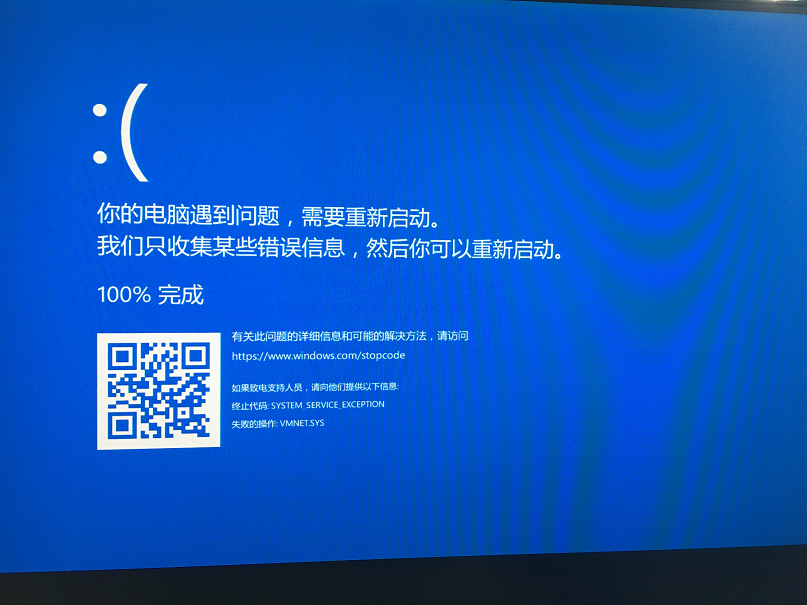 :(
你的电脑遇到问题，需要重新启动。
我们只收集某些错误信息，然后你可以重新启动。
100% 完成
有关此问题的详细信息和可能的解决方法，请访问
https://www.windows.com/stopcode
如果致电支持人员，请向他们提供以下信息:
终止代码: SYSTEM_SERVICE_EXCEPTION
失败的操作: VMNET.SYS